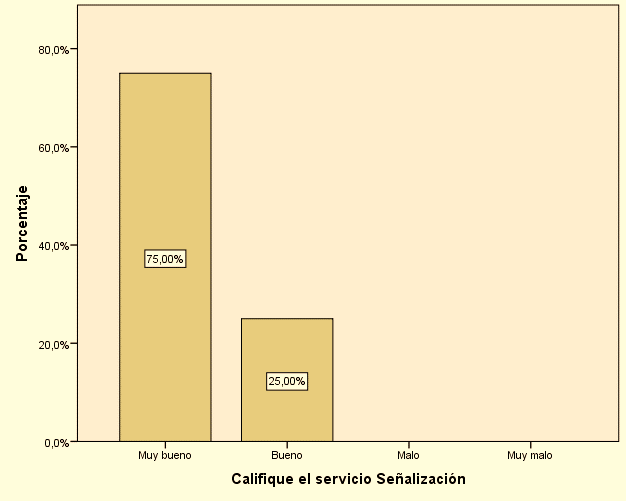 Porcentaje
80,0%
60,0%
40,0%
20,0%
0,0%
75,00%
25,00%
Muy bueno
Bueno
Malo
Muy malo
Califique el servicio Señalización